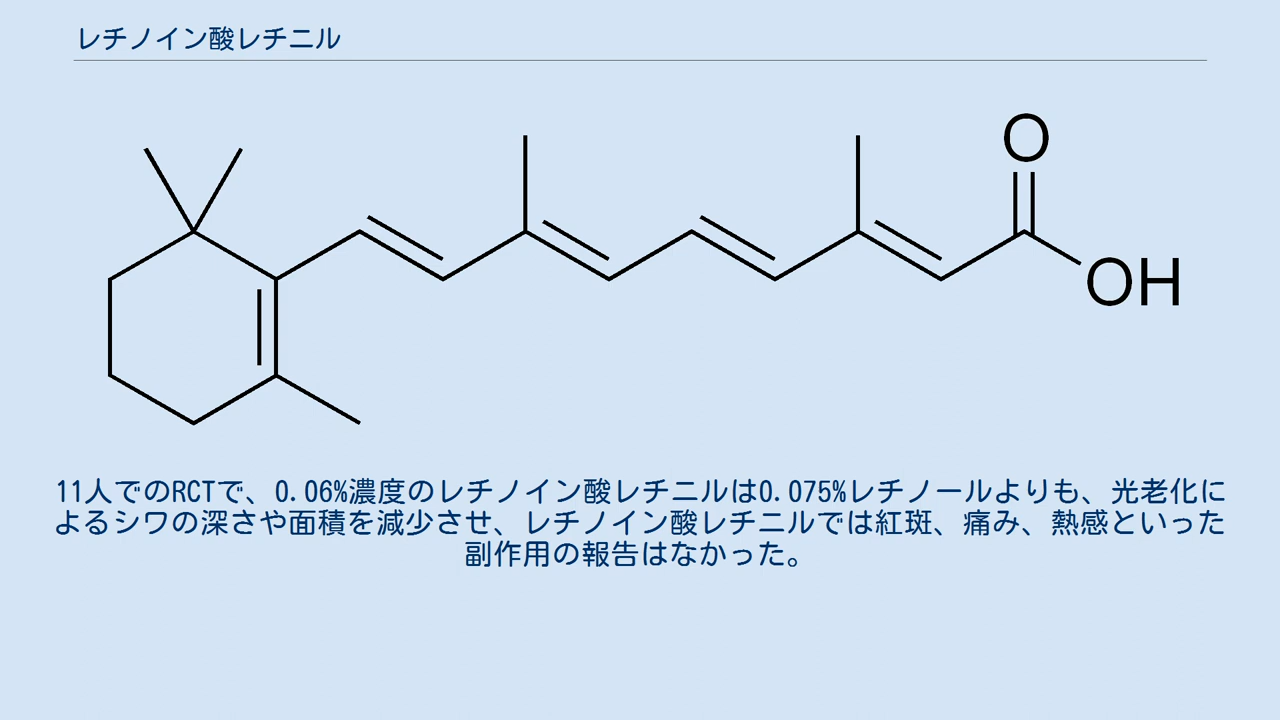 レチノイン酸レチニル
O
OH
11人でのRCTで、0.06%濃度のレチノイン酸レチニルは0.075%レチノールよりも、光老化に
よるシワの深さや面積を減少させ、レチノイン酸レチニルでは紅斑、痛み、熱感といった
副作用の報告はなかった。